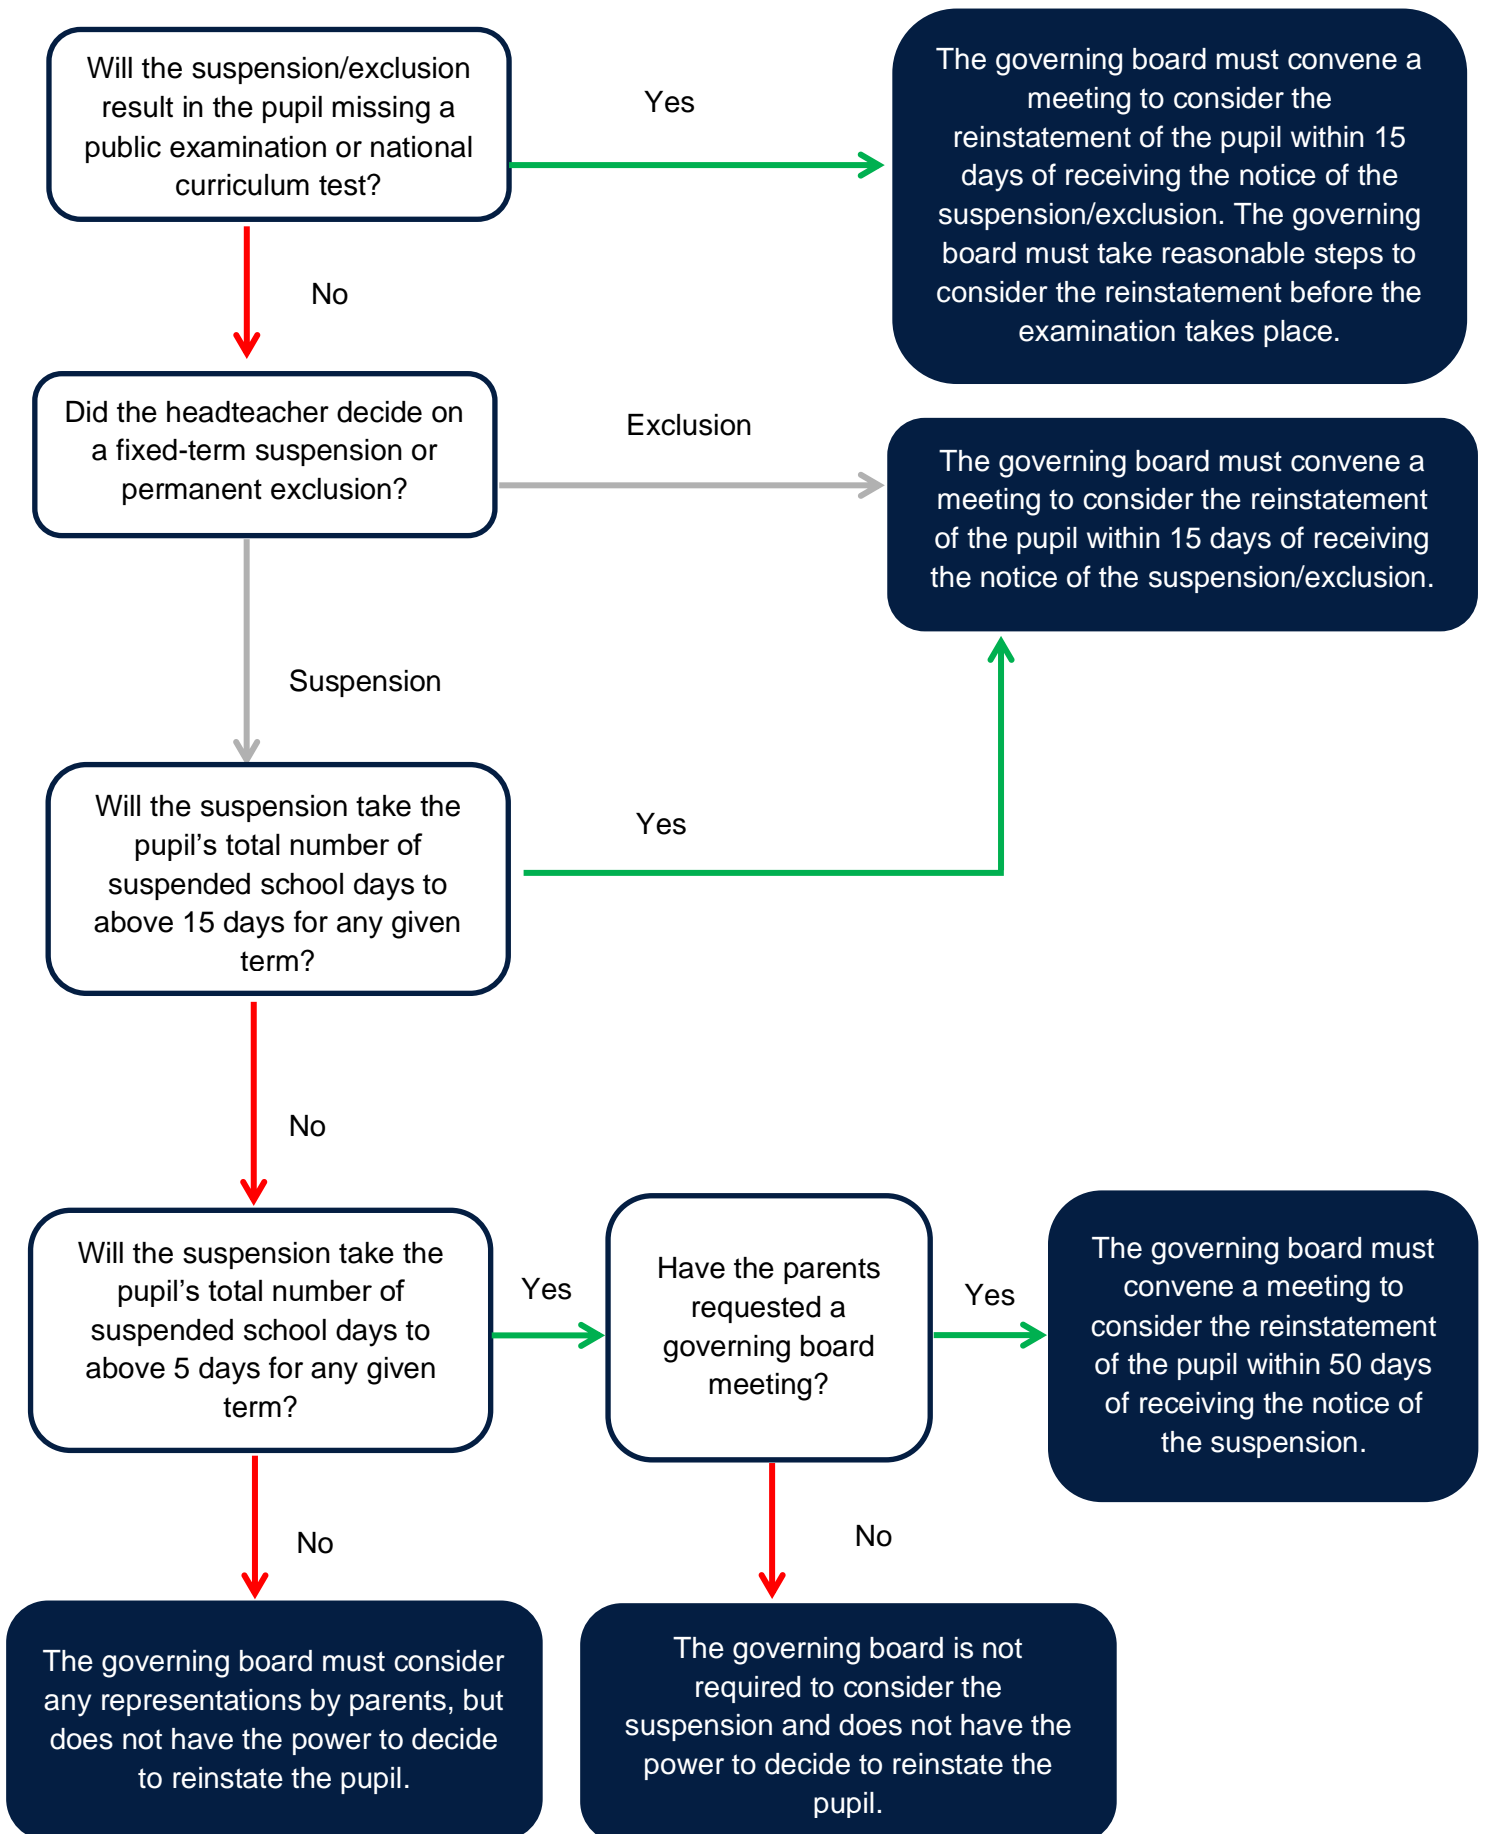 Will the suspension/exclusion
result in the pupil missing a
public examination or national
curriculum test?
Yes
The governing board must convene a
meeting to consider the
reinstatement of the pupil within 15
days of receiving the notice of the
suspension/exclusion. The governing
board must take reasonable steps to
consider the reinstatement before the
examination takes place.
No
Did the headteacher decide on
a fixed-term suspension or
permanent exclusion?
Exclusion
The governing board must convene a
meeting to consider the reinstatement
of the pupil within 15 days of receiving
the notice of the suspension/exclusion.
Suspension
Will the suspension take the
pupil’s total number of
suspended school days to
above 15 days for any given
term?
Yes
No
Will the suspension take the
pupil’s total number of
suspended school days to
above 5 days for any given
term?
Yes
Have the parents
requested a
governing board
meeting?
Yes
The governing board must
convene a meeting to
consider the reinstatement
of the pupil within 50 days
of receiving the notice of
the suspension.
No
No
The governing board must consider
any representations by parents, but
does not have the power to decide
to reinstate the pupil.
The governing board is not
required to consider the
suspension and does not have the
power to decide to reinstate the
pupil.